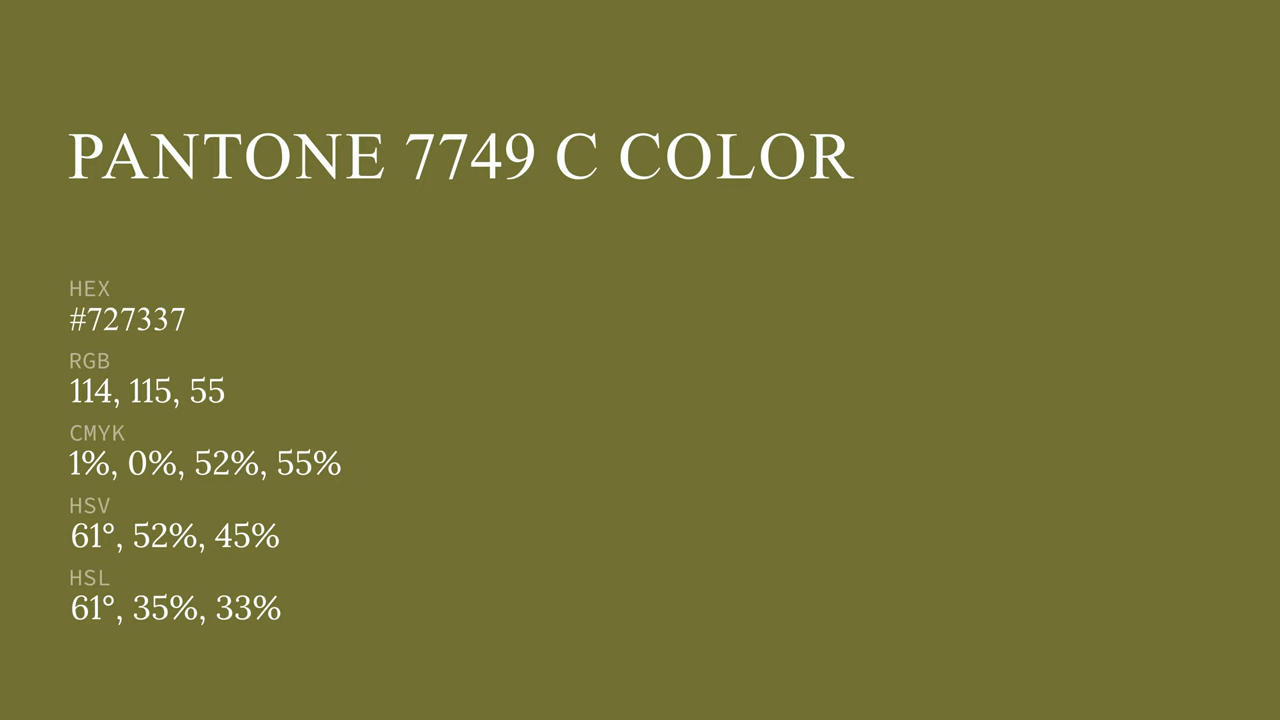 PANTONE 7749 C COLOR
HEX
#727337
RGB
114, 115, 55
CMYK
1%, 0%, 52%, 55%
HSV
61°, 52%, 45%
HSL
61°, 35%, 33%